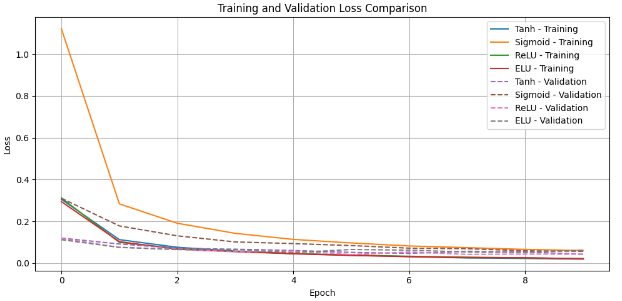 Training and Validation Loss Comparison
Tanh - Training
Sigmoid - Training
ReLU - Training
ELU - Training
Tanh - Validation
Sigmoid - Validation
ReLU - Validation
ELU - Validation
Loss
1.0
0.8
0.6
0.4
0.2
0.0
0 2 4 6 8
Epoch